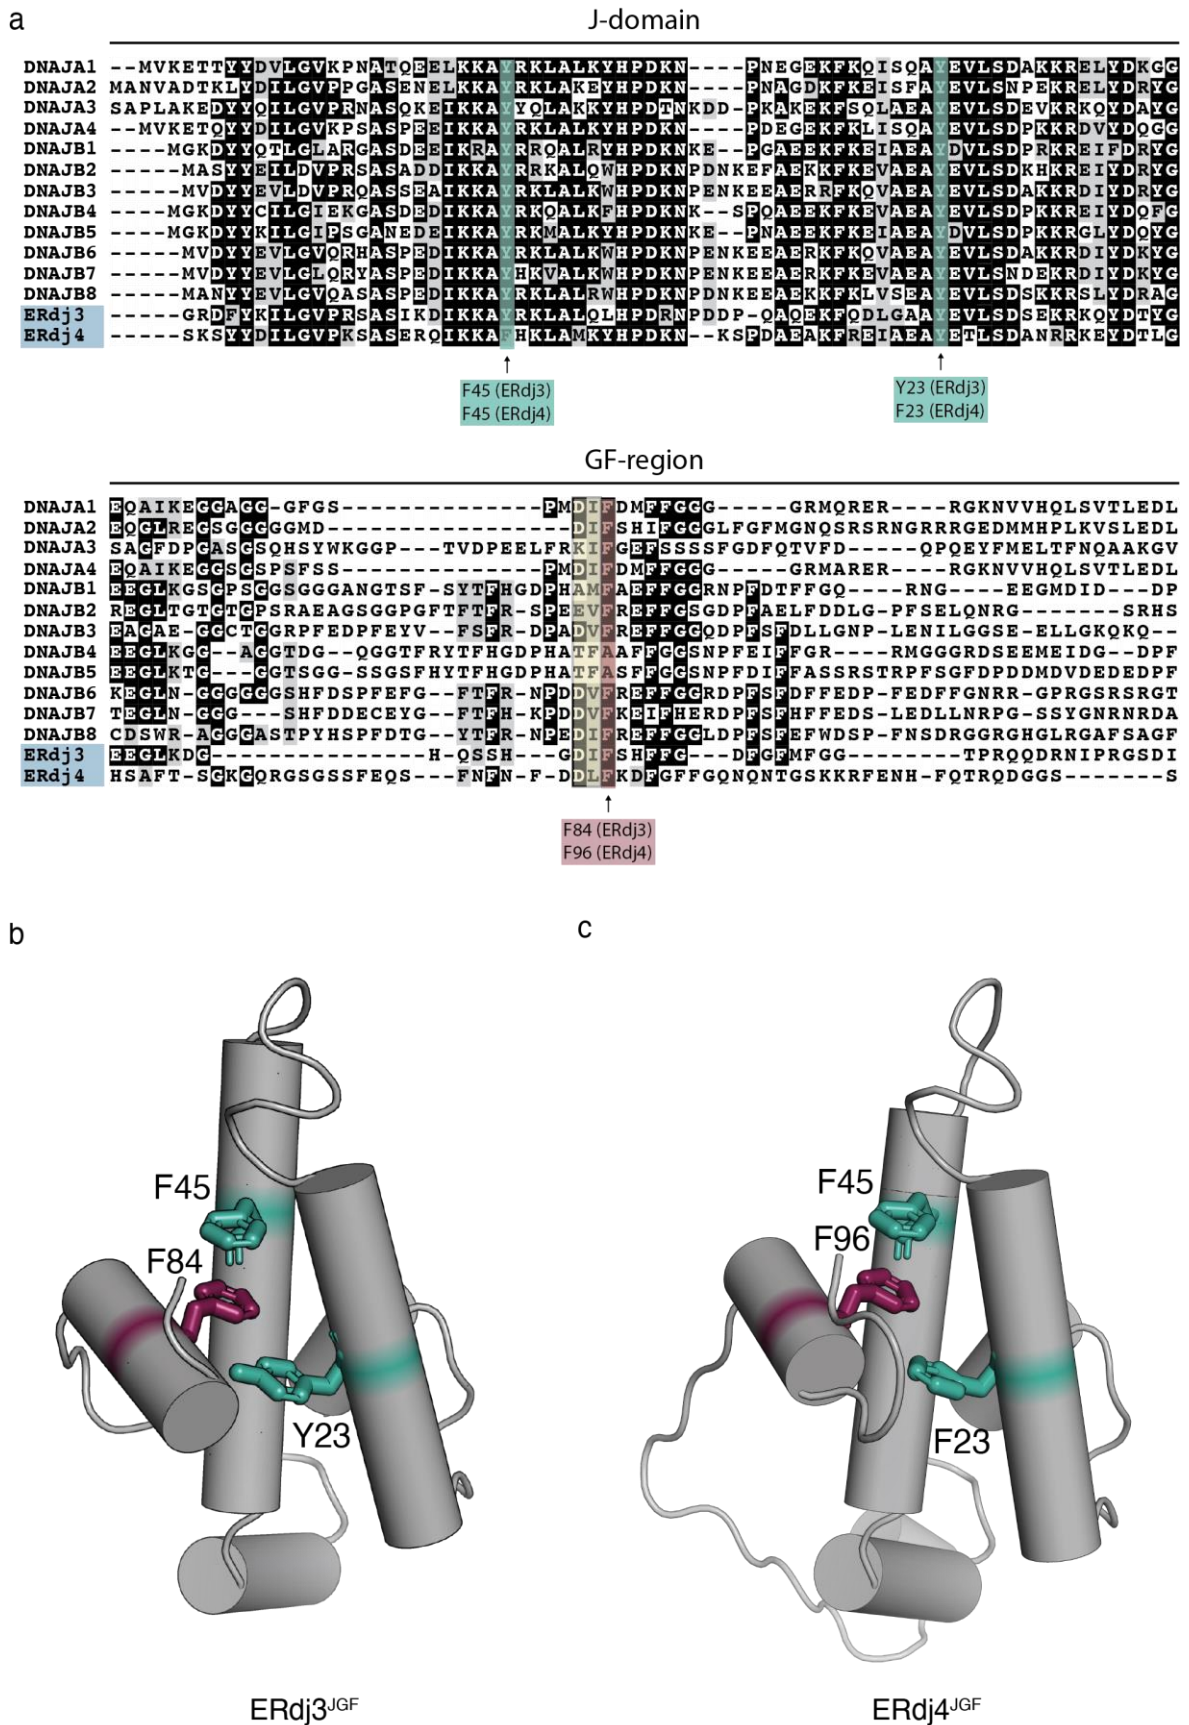 a
J-domain
DNAJA1 --MVKETTYYDVLGVKPNATQEELKKAYRKLALKYHPDKN----PNEGEKFKQISQAYEVLSDAKKRELYDKGG
DNAJA2 MANVADTKLYDILGVPPGASENELKKAYRKLAKEYHPDKN----PNAGDKFKEISFAYEVLSNPEKRELYDRYG
DNAJA3 SAPLAKEDYYQILGVPRNASQKEIKKAYYQLAKKYHPDTNKDD-PKAKEKFSQLAEAYEVLSDEVKRKQYDAYG
DNAJA4 --MVKETQYYDILGVKPSASPEEIKKAYRKLALKYHPDKN----PDEGEKFKLISQAYEVLSDPKKRDVYDQGG
DNAJB1 ----MGKDYYQTLGLARGASDEEIKRAYRRQALRYHPDKNKE--PGAEEKFKEIAEAYDVLSDPRKREIFDRYG
DNAJB2 -----MASYYEILDVPRSASADDIKKAYRRKALQWHPDKNPDNKEFAEKKFKEVAEAYEVLSDKHKREIYDRYG
DNAJB3 -----MVDYYEVLDVPRQASSEAIKKAYRKLALKWHPDKNPENKEEAERRFKQVAEAYEVLSDAKKRDIYDRYG
DNAJB4 ----MGKDYYCILGIEKGASDEDIKKAYRKQALKFHPDKNK--SPQAEEKFKEVAEAYEVLSDPKKREIYDQFG
DNAJB5 ----MGKDYYKILGIPSGANEDEIKKAYRKMALKYHPDKNKE--PNAEEKFKEIAEAYDVLSDPKKRGLYDQYG
DNAJB6 -----MVDYYEVLGVQRHASPEDIKKAYRKLALKWHPDKNPENKEEAERKFKQVAEAYEVLSDAKKRDIYDKYG
DNAJB7 -----MVDYYEVLGLQRYASPEDIKKAYHKVALKWHPDKNPENKEEAERKFKEVAEAYEVLSNDEKRDIYDKYG
DNAJB8 -----MANYYEVLGVQASASPEDIKKAYRKLALRWHPDKNPDNKEEAEKKFKLVSEAYEVLSDSKKRSLYDRAG
ERdj3 -----GRDFYKILGVPRSASIKDIKKAYRKLALQLHPDRNPDDP-QAQEKFQDLGAAYEVLSDSEKRKQYDTYG
ERdj4 -----SKSYYDILGVPKSASERQIKKAFHKLAMKYHPDKN--KSPDAEAKFREIAEAYETLSDANRRKEYDTLG
F45 (ERdj3)
F45 (ERdj4)
Y23 (ERdj3)
F23 (ERdj4)
GF-region
DNAJA1 EQAIKEGGAGG-GFGS--------------PMDIFDMFFGGG-----GRMQRER----RGKNVVHQLSVTLEDL
DNAJA2 EQGLREGSGGGGGMD-----------------DIFSHIFGGGLFGFMGNQSRSRNGRRRGEDMMHPLKVSLEDL
DNAJA3 SAGFDPGASGSQHSYWKGGP---TVDPEELFRKIFGEFSSSSFGDFQTVFD-----QPQEYFMELTFNQAAKGV
DNAJA4 EQAIKEGGSGSPSFSS--------------PMDIFDMFFGGG-----GRMARER----RGKNVVHQLSVTLEDL
DNAJB1 EEGLKGSGPSGGSGGGANGTSF-SYTFHGDPHAMFAEFFGGRNPFDTFFGQ---RNG-----EEGMDID---DP
DNAJB2 REGLTGTGTGPSRAEAGSGGPGFTFTFR-SPEEVFREFFGSGDPFAELFDDLG-PFSELQNRG-------SRHS
DNAJB3 EAGAE-GGCTGGRPFEDPFEYV--FSFR-DPADVFREFFGGQDPFSFDLLGNP-LENILGGSE-ELLGKQKQ--
DNAJB4 EEGLKGG--AGGTDG--QGGTFRYTFHGDPHATFAAFFGGSNPFEIFFGR----RMGGGRDSEEMEIDG--DPF
DNAJB5 EEGLKTG---GGTSGG-SSGSFHYTFHGDPHATFASFFGGSNPFDIFFASSRSTRPFSGFDPDDMDVDEDEDPF
DNAJB6 KEGLN-GGGGGGSHFDSPFEFG--FTFR-NPDDVFREFFGGRDPFSFDFFEDP-FEDFFGNRR-GPRGSRSRGT
DNAJB7 TEGLN-GGG---SHFDDECEYG--FTFH-KPDDVFKEIFHERDPFSFHFFEDS-LEDLLNRPG-SSYGNRNRDA
DNAJB8 CDSWR-AGGGASTPYHSPFDTG--YTFR-NPEDIFREFFGGLDPFSFEFWDSPFNSDRGGRGHGLRGAFSAGF
ERdj3 EEGLKDG---------------H-QSSH---GDIFSHFFG---DFGFMFGG--------TPRQQDRNIPRGSDI
ERdj4 HSAFT-SGKGQRGSGSSFEQS---FNFN-F-DDLFKDFGFFGQNQNTGSKKRFENH-FQTRQDGGS-------S
F84 (ERdj3)
F96 (ERdj4)
b
c
F45
F84
Y23
F45
F96
F23
ERdj3JGF
ERdj4JGF